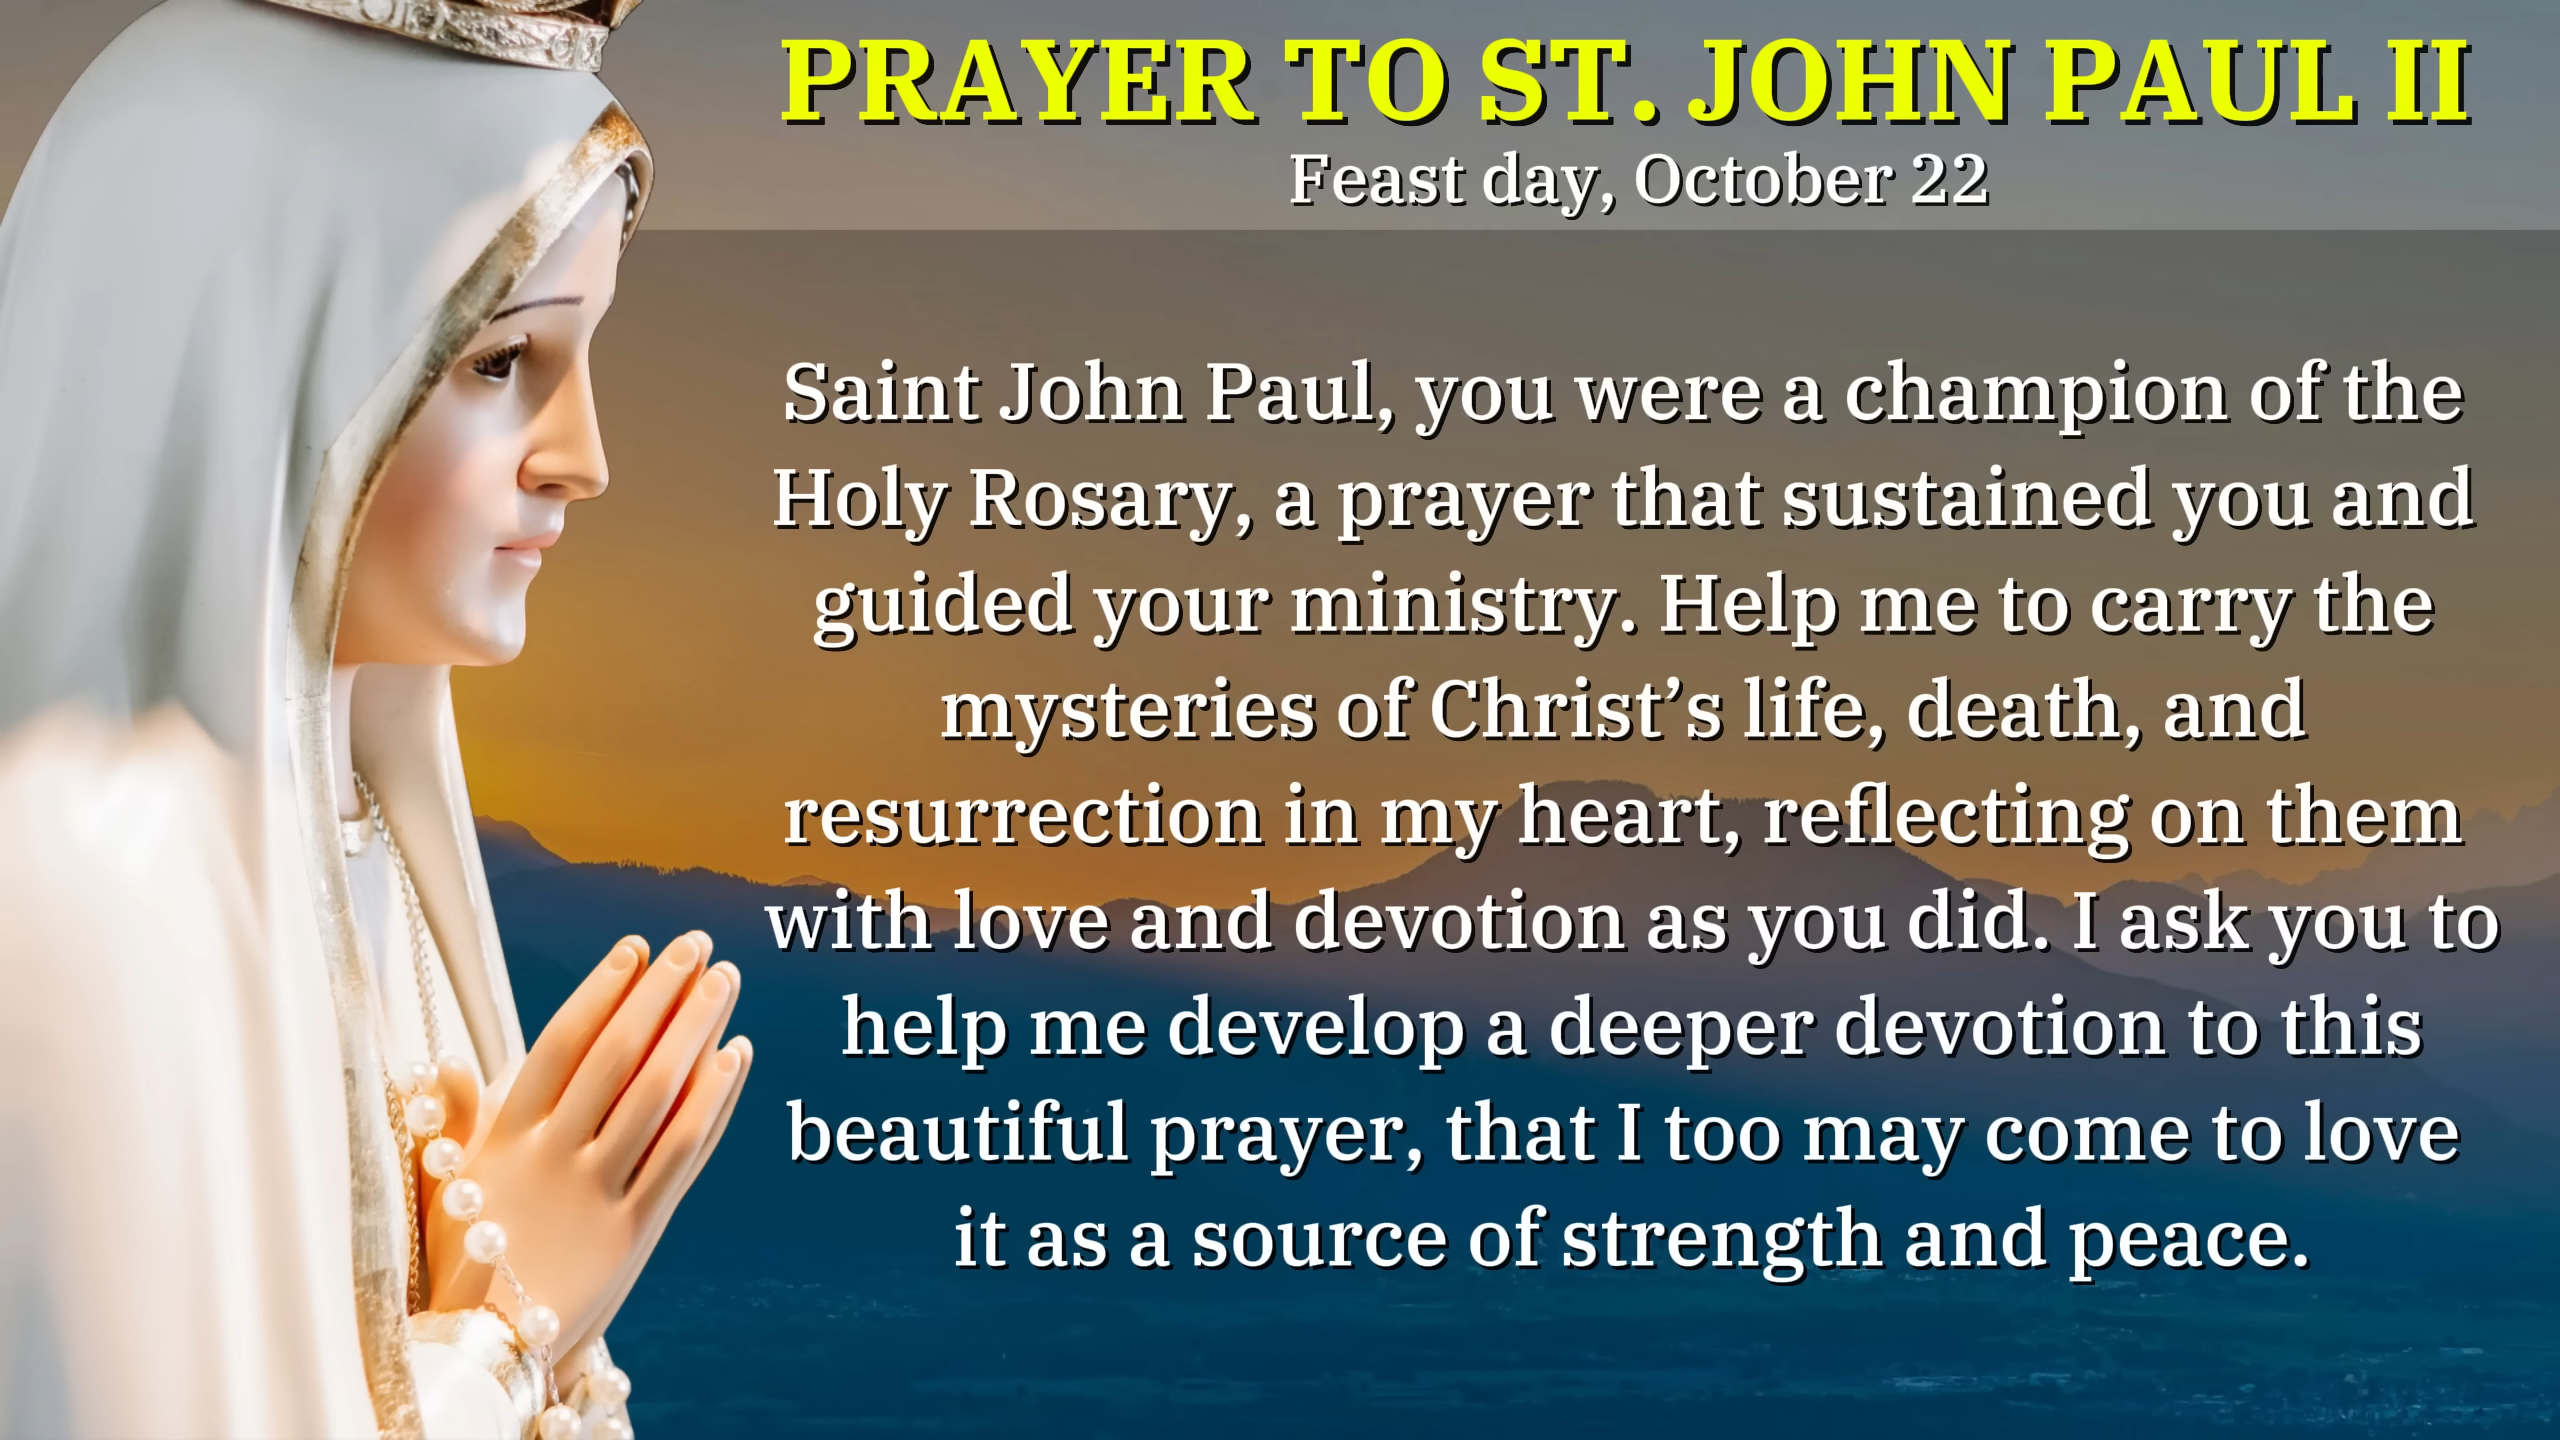 PRAYER TO ST. JOHN PAUL II
Feast day, October 22
Saint John Paul, you were a champion of the
Holy Rosary, a prayer that sustained you and
guided your ministry. Help me to carry the
mysteries of Christ’s life, death, and
resurrection in my heart, reflecting on them
with love and devotion as you did. I ask you to
help me develop a deeper devotion to this
beautiful prayer, that I too may come to love
it as a source of strength and peace.